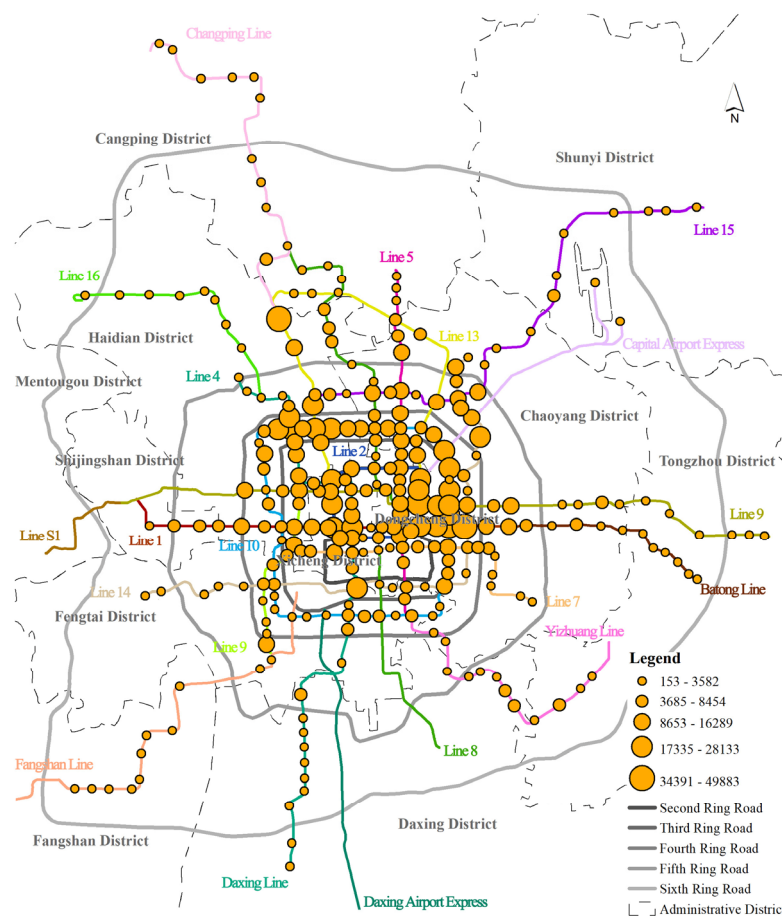 Changping Line
N
Cangping District
Shunyi District
Line 15
Line 5
Line 16
Line 13
Haidian District
Capital Airport Express
Mentougou District
Line 4
Chaoyang District
Line 2
Shijingshan District
Tongzhou District
Dongcheng District
Line S1
Line 1
Line 10
Line 9
Xicheng District
Line 14
Batong Line
Fengtai District
Line 7
Yizhuang Line
Line 9
Legend
153 - 3582
3685 - 8454
8653 - 16289
17335 - 28133
34391 - 49883
Line 8
Fangshan Line
Second Ring Road
Third Ring Road
Fourth Ring Road
Fifth Ring Road
Sixth Ring Road
Administrative Distric
Fangshan District
Daxing District
Daxing Line
Daxing Airport Express